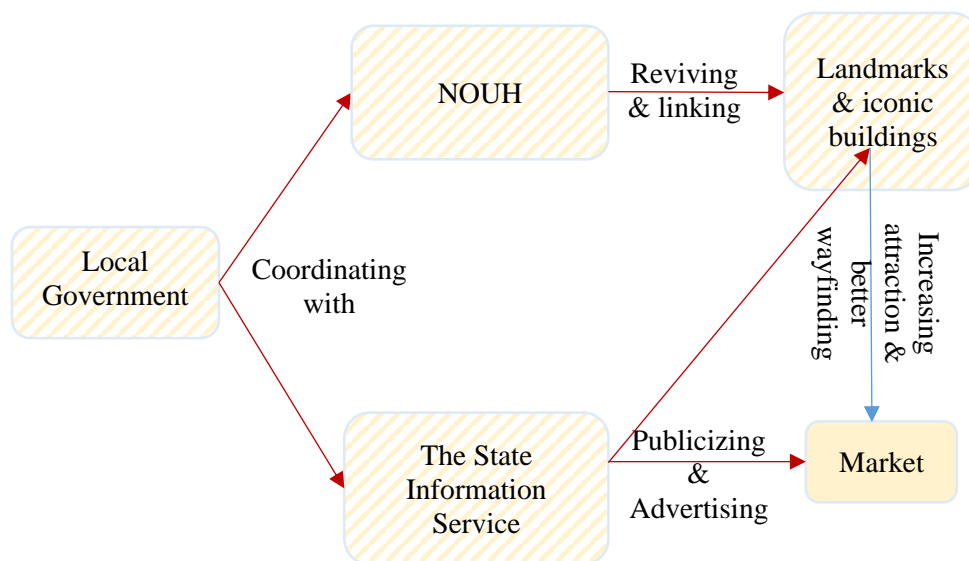 NOUH
Reviving
& linking
Landmarks
& iconic
buildings
Local
Government
Coordinating
with
Increasing
attraction &
better
wayfinding
The State
Information
Service
Publicizing
&
Advertising
Market